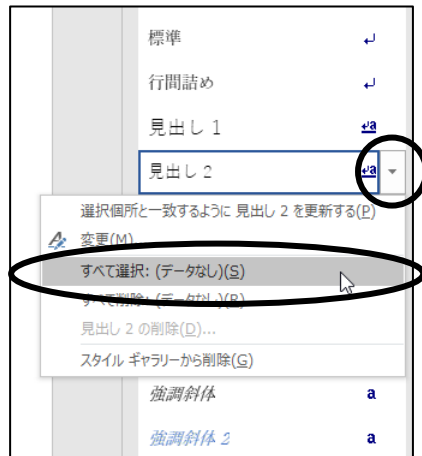 標準
行間詰め
見出し 1
見出し 2
選択個所と一致するように 見出し 2 を更新する(P)
変更(M)...
すべて選択: (データなし)(S)
すべて削除: (データなし)(R)
見出し 2 の削除(D)...
スタイル ギャラリーから削除(G)
強調斜体
a
強調斜体 2
a